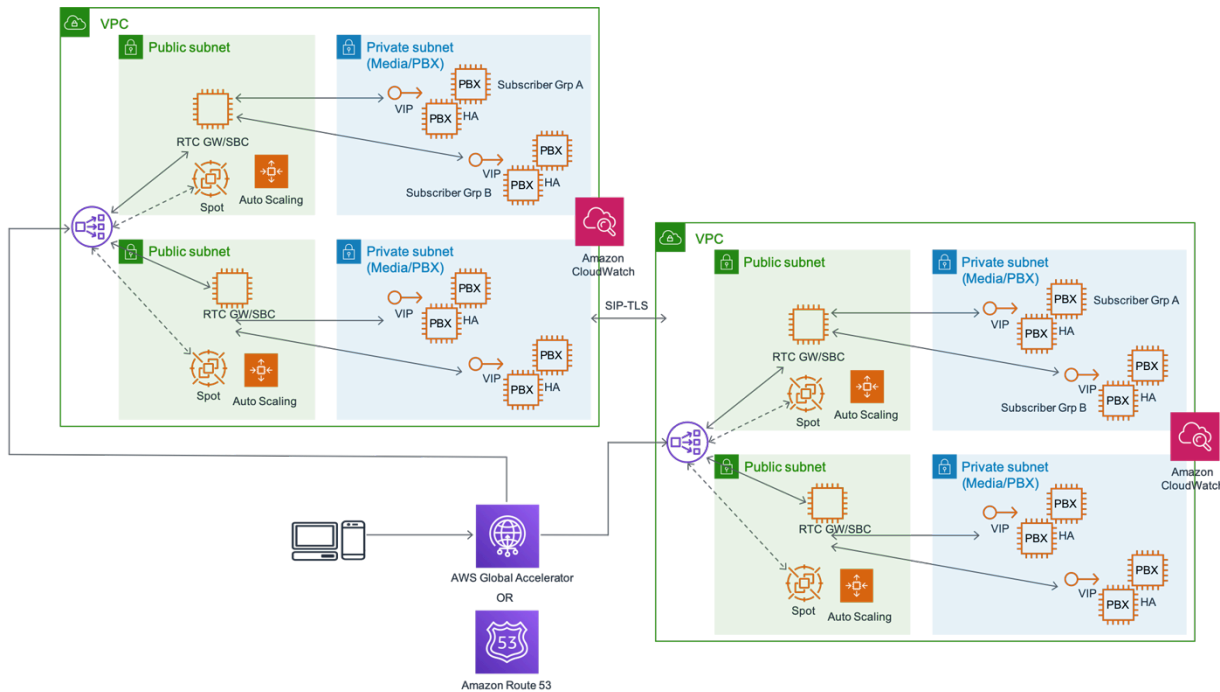 VPC
Public subnet
Private subnet
(Media/PBX)
PBX
Subscriber Grp A
VIP
PBX
HA
RTC GW/SBC
PBX
VIP
PBX
HA
Subscriber Grp B
Spot
Auto Scaling
Public subnet
Private subnet
(Media/PBX)
Amazon
CloudWatch
PBX
VIP
PBX
HA
RTC GW/SBC
PBX
VIP
PBX
HA
Spot
Auto Scaling
SIP-TLS
VPC
Public subnet
Private subnet
(Media/PBX)
PBX
Subscriber Grp A
VIP
PBX
HA
RTC GW/SBC
PBX
VIP
PBX
HA
Subscriber Grp B
Spot
Auto Scaling
Public subnet
Private subnet
(Media/PBX)
Amazon
CloudWatch
PBX
VIP
PBX
HA
RTC GW/SBC
PBX
VIP
PBX
HA
Spot
Auto Scaling
AWS Global Accelerator
OR
53
Amazon Route 53